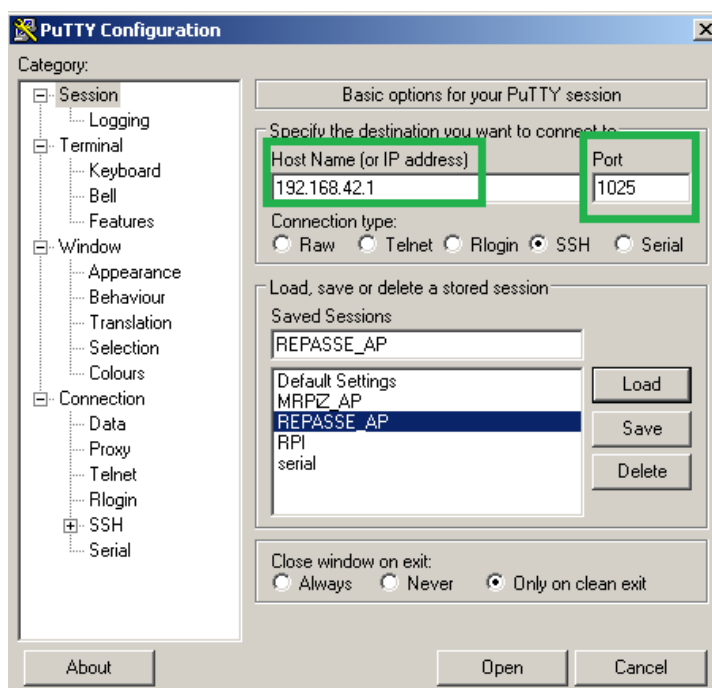 PuTTY Configuration
Category:
Session
Logging
Terminal
Keyboard
Bell
Features
Window
Appearance
Behaviour
Translation
Selection
Colours
Connection
Data
Proxy
Telnet
Rlogin
SSH
Serial
Basic options for your PuTTY session
Specify the destination you want to connect to
Host Name (or IP address) Port
192.168.42.1 1025
Connection type:
Raw Telnet Rlogin SSH Serial
Load, save or delete a stored session
Saved Sessions
REPASSE_AP
Default Settings
MRPiZ_AP
REPASSE_AP
RPI
serial
Load
Save
Delete
Close window on exit:
Always Never Only on clean exit
About Open Cancel